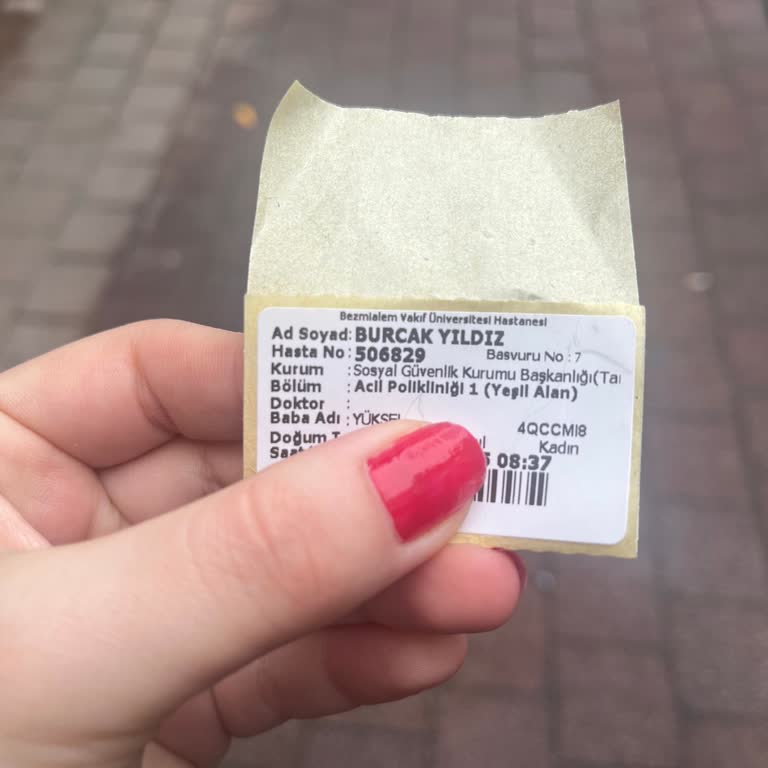 Bezmialem Vakıf Üniversitesi Hastanesi
Ad Soyad: BURCAK YILDIZ
Hasta No : 506829 Basvuru No : 7
Kurum : Sosyal Güvenlik Kurumu Başkanlığı(Ta
Bölüm : Acil Polikliniği 1 (Yeşil Alan)
Doktor :
Baba Adı : YÜKSEL 4QCCMI8
Doğum Kadın
08:37